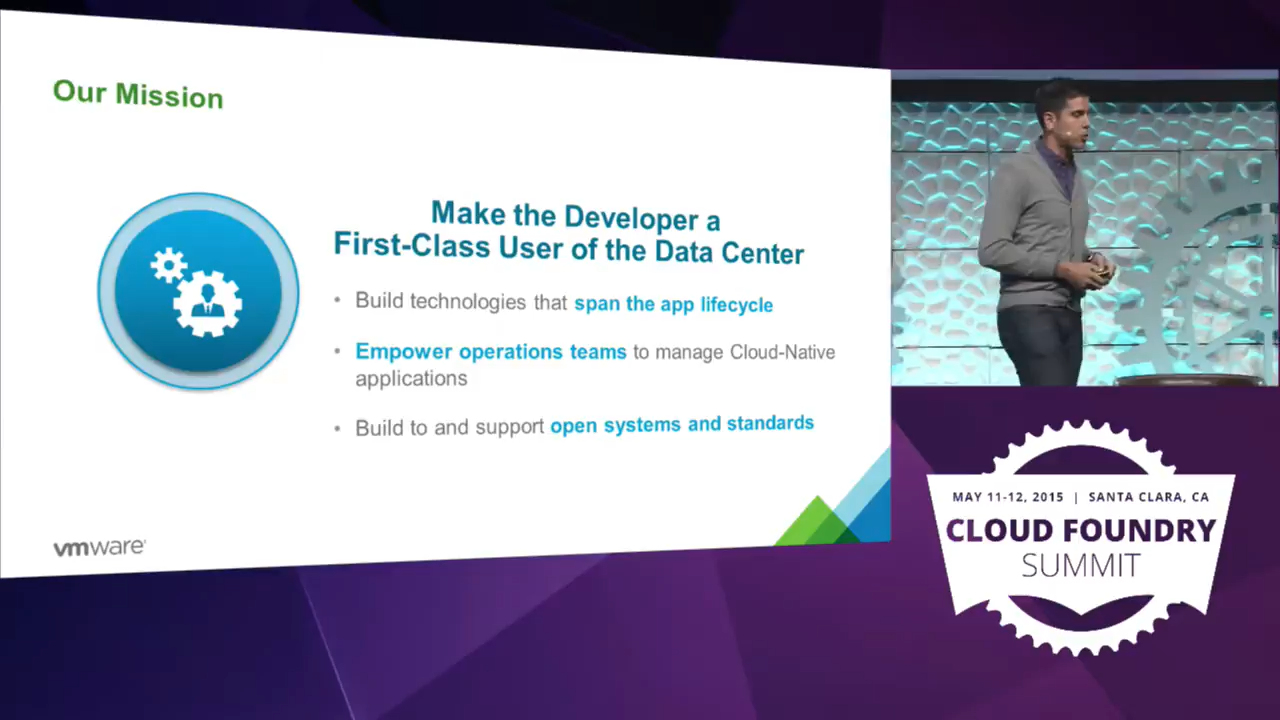 Our Mission
Make the Developer a
First-Class User of the Data Center
• Build technologies that span the app lifecycle
• Empower operations teams to manage Cloud-Native
applications
• Build to and support open systems and standards
vmware
MAY 11-12, 2015 | SANTA CLARA, CA
CLOUD FOUNDRY
SUMMIT